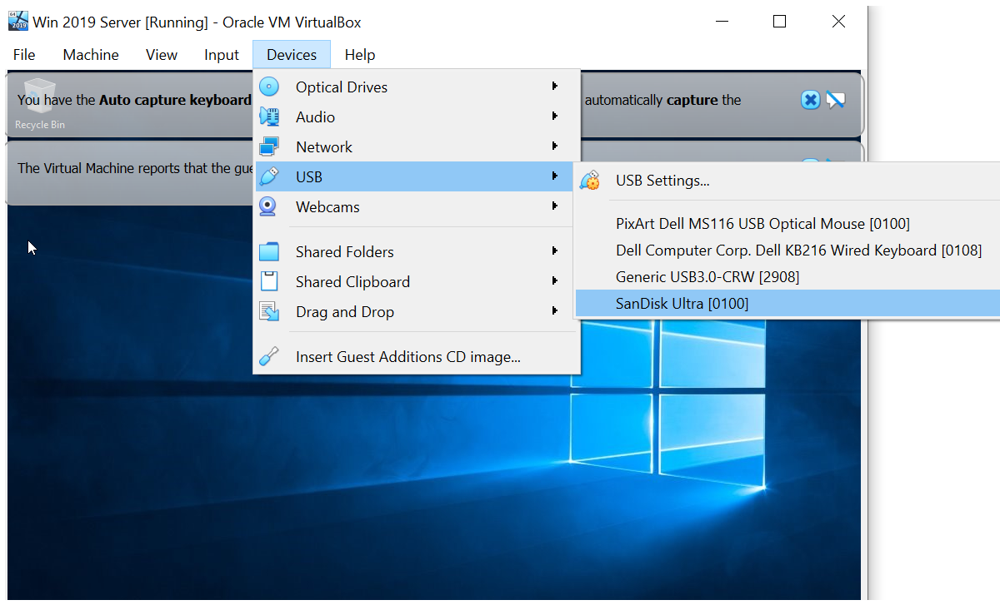 Win 2019 Server [Running] - Oracle VM VirtualBox
File Machine View Input Devices Help
Optical Drives
You have the Auto capture keyboard automatically capture the
Recycle Bin
Audio
Network
The Virtual Machine reports that the gue
USB
USB Settings...
Webcams
PixArt Dell MS116 USB Optical Mouse [0100]
Dell Computer Corp. Dell KB216 Wired Keyboard [0108]
Generic USB3.0-CRW [2908]
SanDisk Ultra [0100]
Shared Folders
Shared Clipboard
Drag and Drop
Insert Guest Additions CD image...